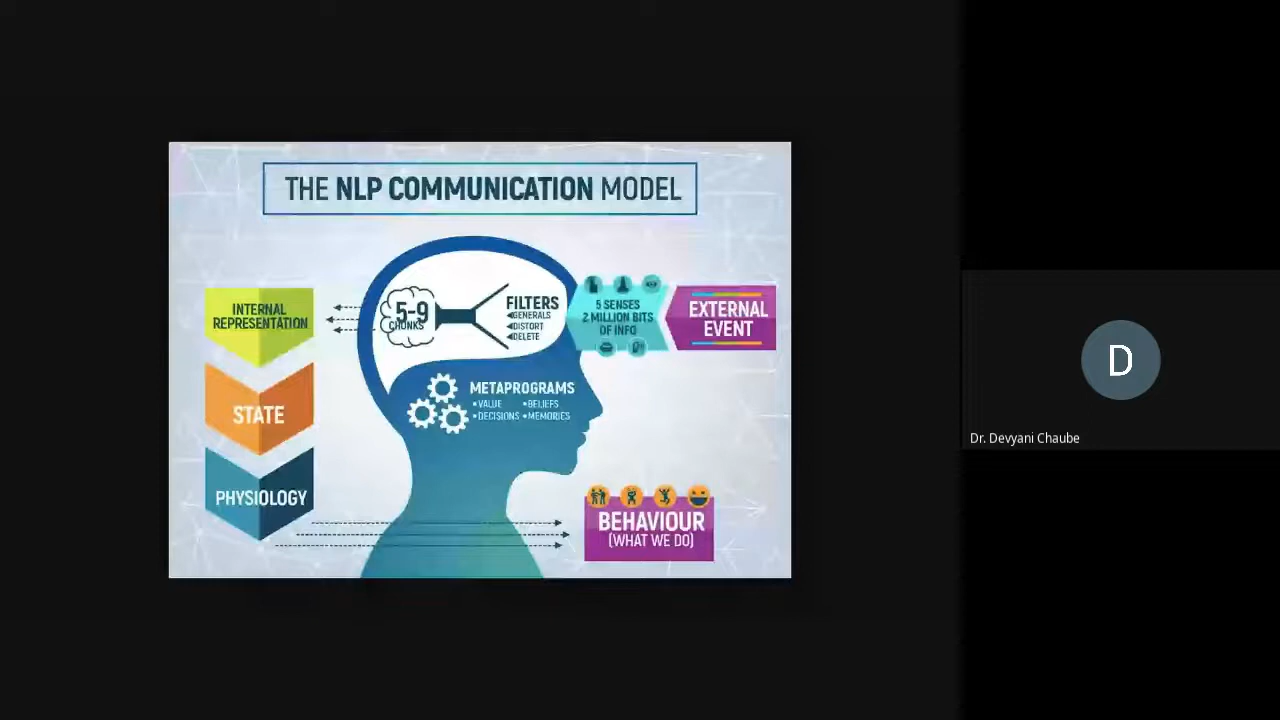 THE NLP COMMUNICATION MODEL
INTERNAL
REPRESENTATION
STATE
PHYSIOLOGY
5-9
CHUNKS
FILTERS
GENERALS
DISTORT
DELETE
5 SENSES
2 MILLION BITS
OF INFO
EXTERNAL
EVENT
METAPROGRAMS
•VALUE •BELIEFS
•DECISIONS •MEMORIES
BEHAVIOUR
(WHAT WE DO)
D
Dr. Devyani Chaube